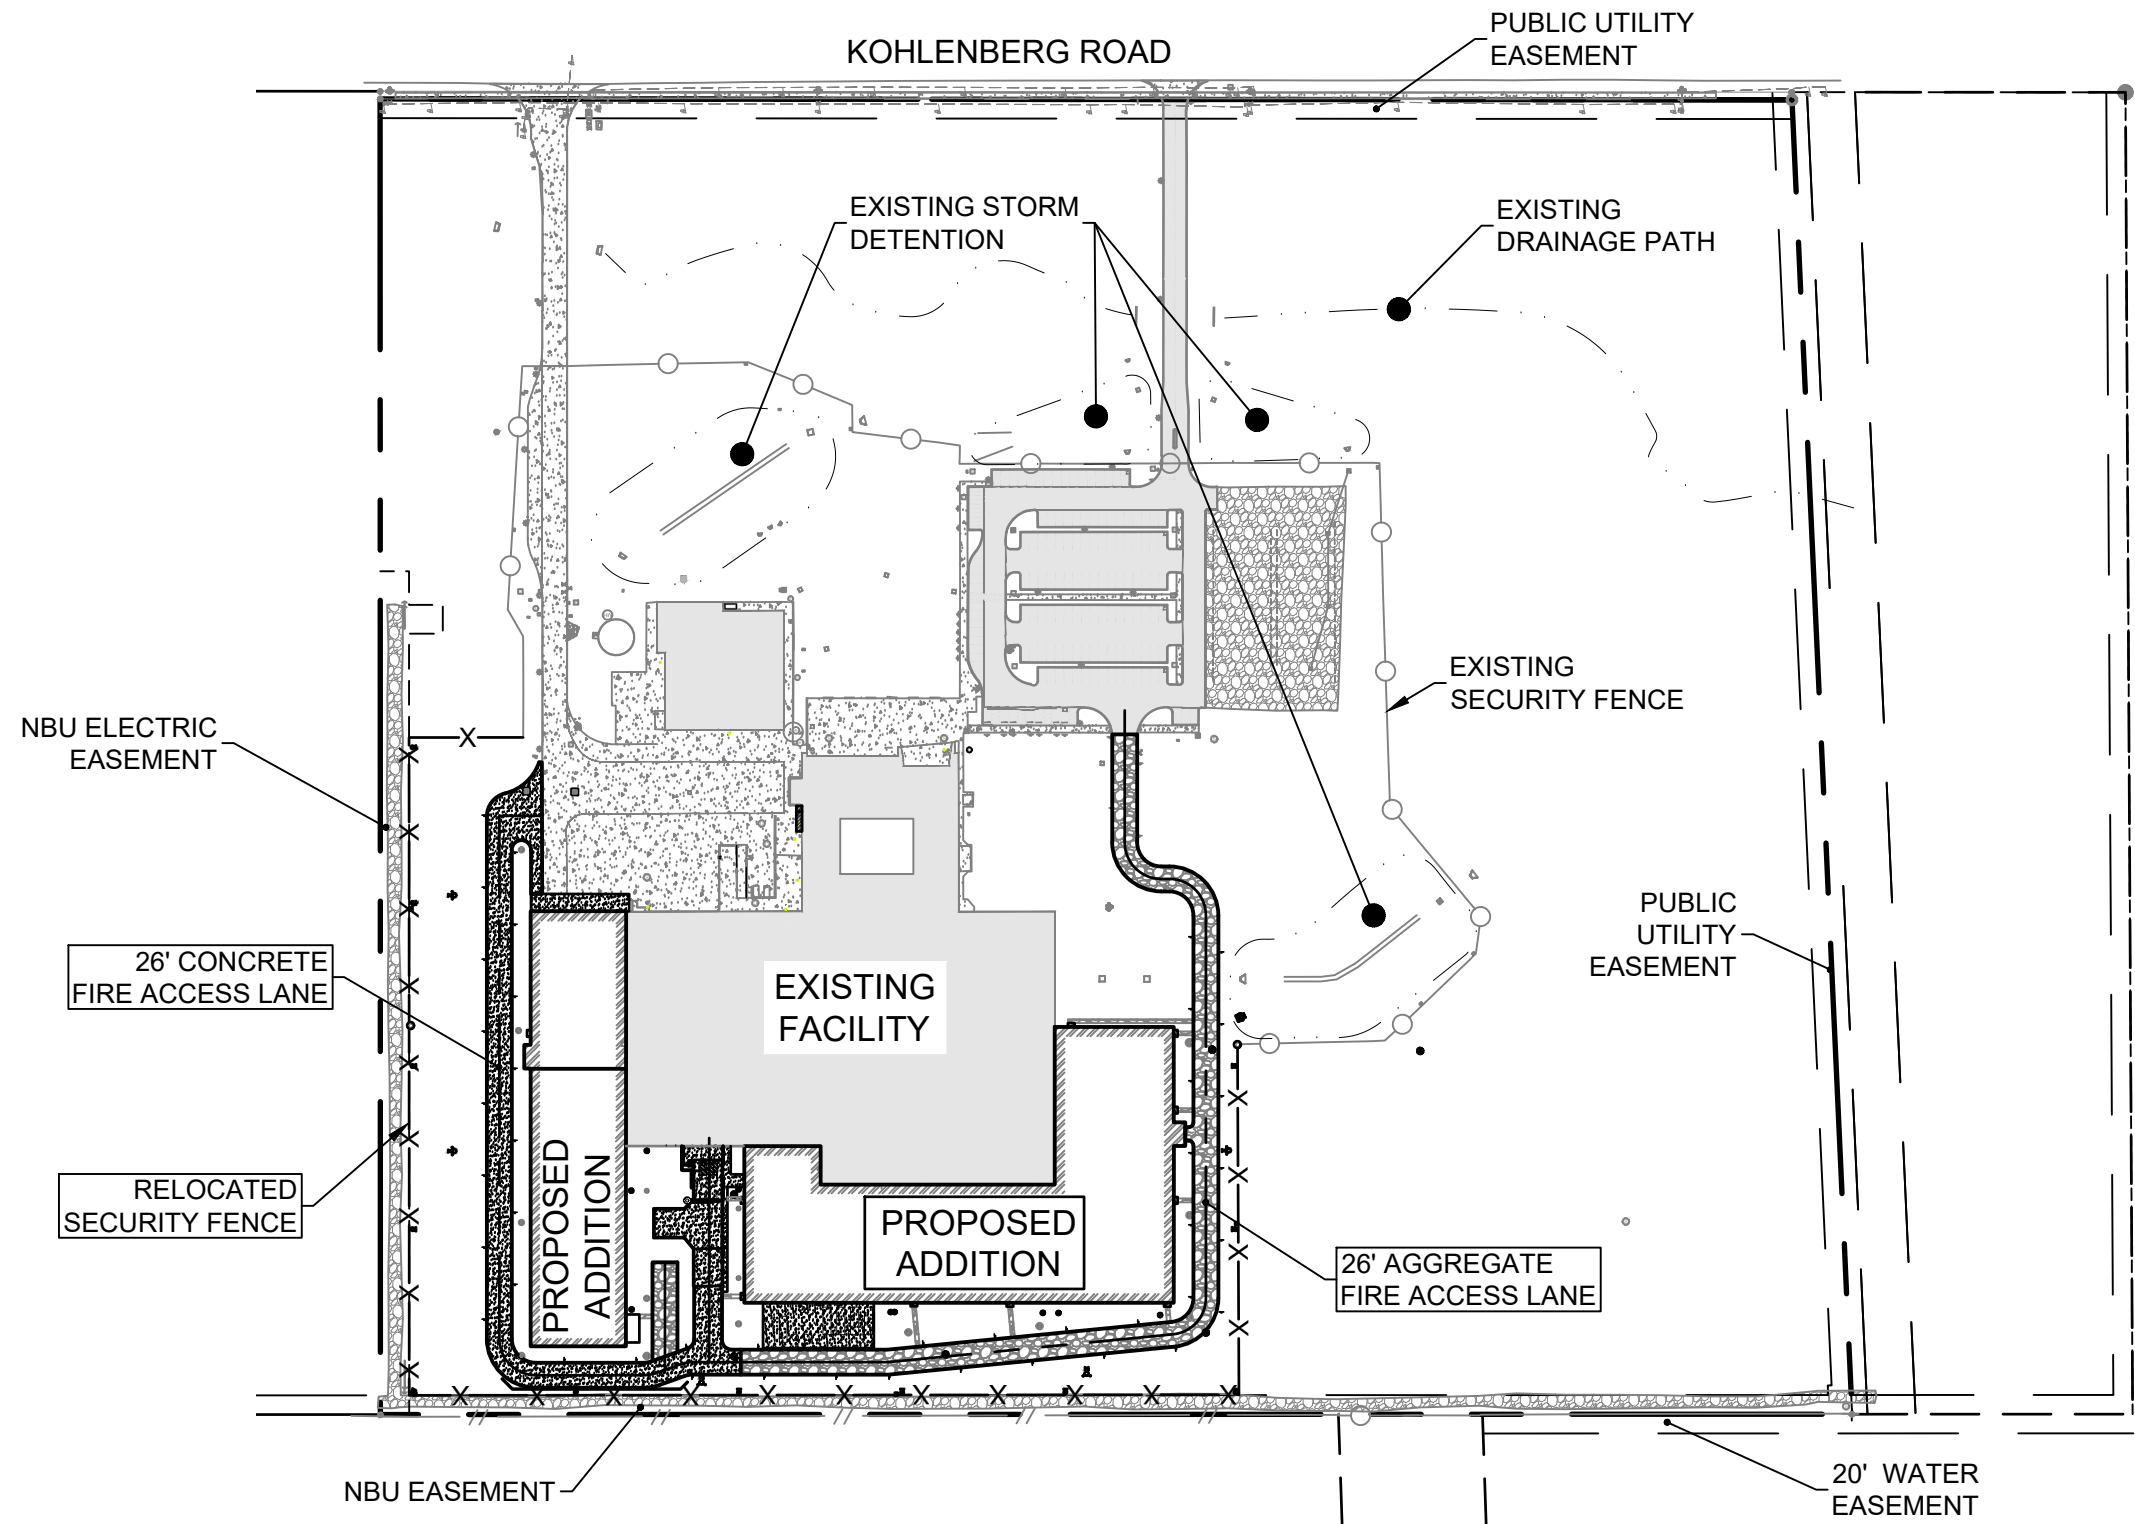 KOHLENBERG ROAD
PUBLIC UTILITY
EASEMENT
EXISTING STORM
DETENTION
EXISTING
DRAINAGE PATH
EXISTING
SECURITY FENCE
NBU ELECTRIC
EASEMENT
PUBLIC
UTILITY
EASEMENT
26' CONCRETE
FIRE ACCESS LANE
EXISTING
FACILITY
RELOCATED
SECURITY FENCE
PROPOSED
ADDITION
PROPOSED
ADDITION
26' AGGREGATE
FIRE ACCESS LANE
NBU EASEMENT
20' WATER
EASEMENT